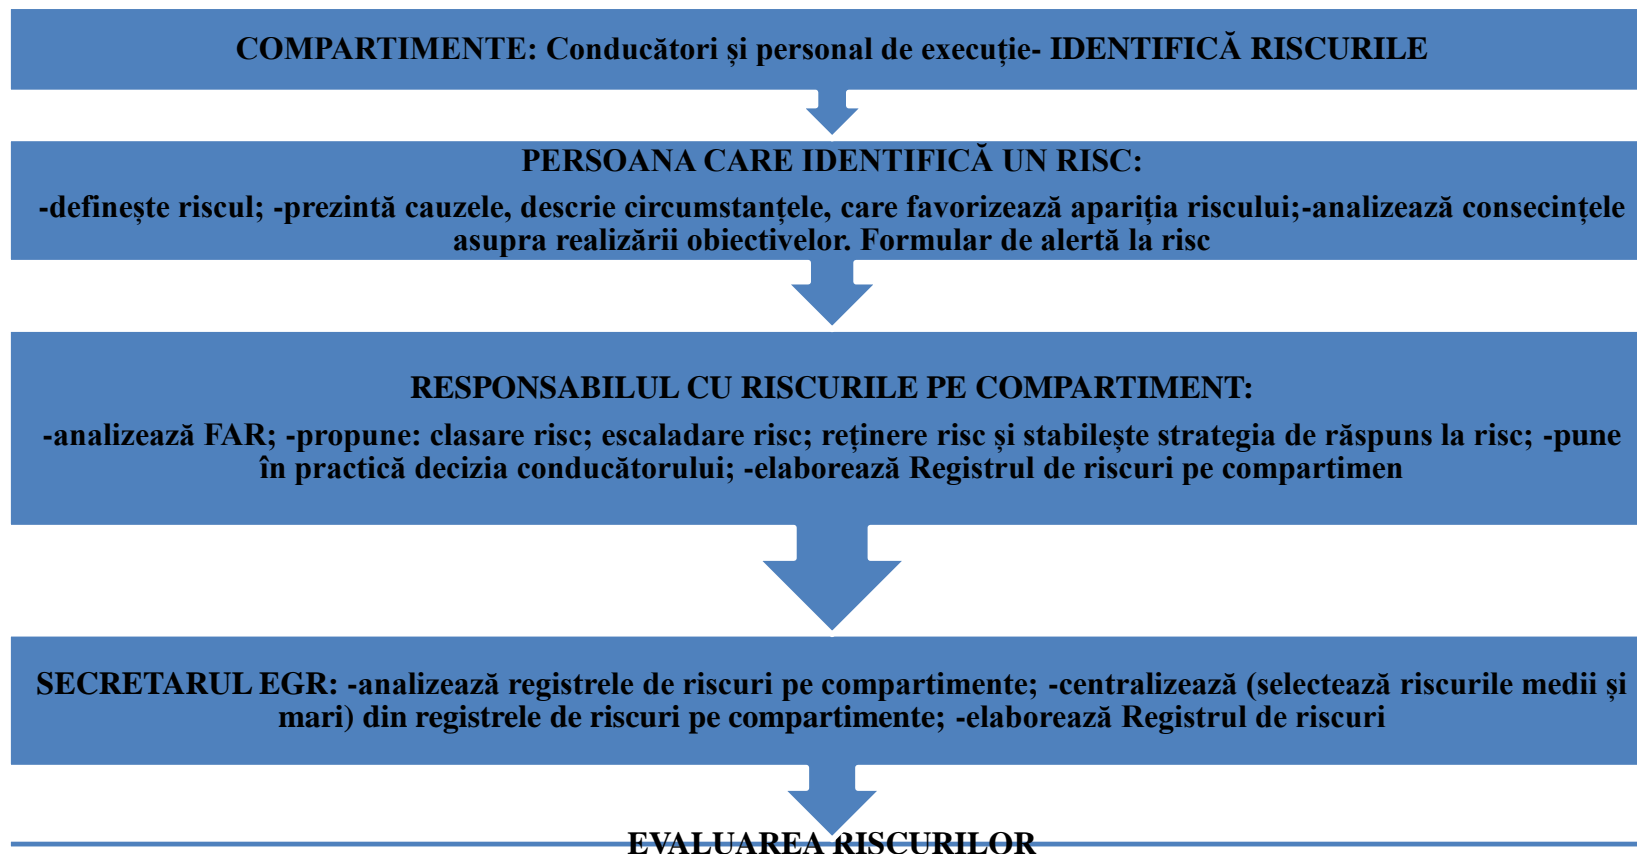 COMPARTIMENTE: Conducători și personal de execuție- IDENTIFICĂ RISCURILE
PERSOANA CARE IDENTIFICĂ UN RISC:
-definește riscul; -prezintă cauzele, descrie circumstanțele, care favorizează apariția riscului;-analizează consecințele
asupra realizării obiectivelor. Formular de alertă la risc
RESPONSABILUL CU RISCURILE PE COMPARTIMENT:
-analizează FAR; -propune: clasare risc; escaladare risc; reținere risc și stabilește strategia de răspuns la risc; -pune
în practică decizia conducătorului; -elaborează Registrul de riscuri pe compartimen
SECRETARUL EGR: -analizează registrele de riscuri pe compartimente; -centralizează (selectează riscurile medii și
mari) din registrele de riscuri pe compartimente; -elaborează Registrul de riscuri
EVALUAREA RISCURILOR